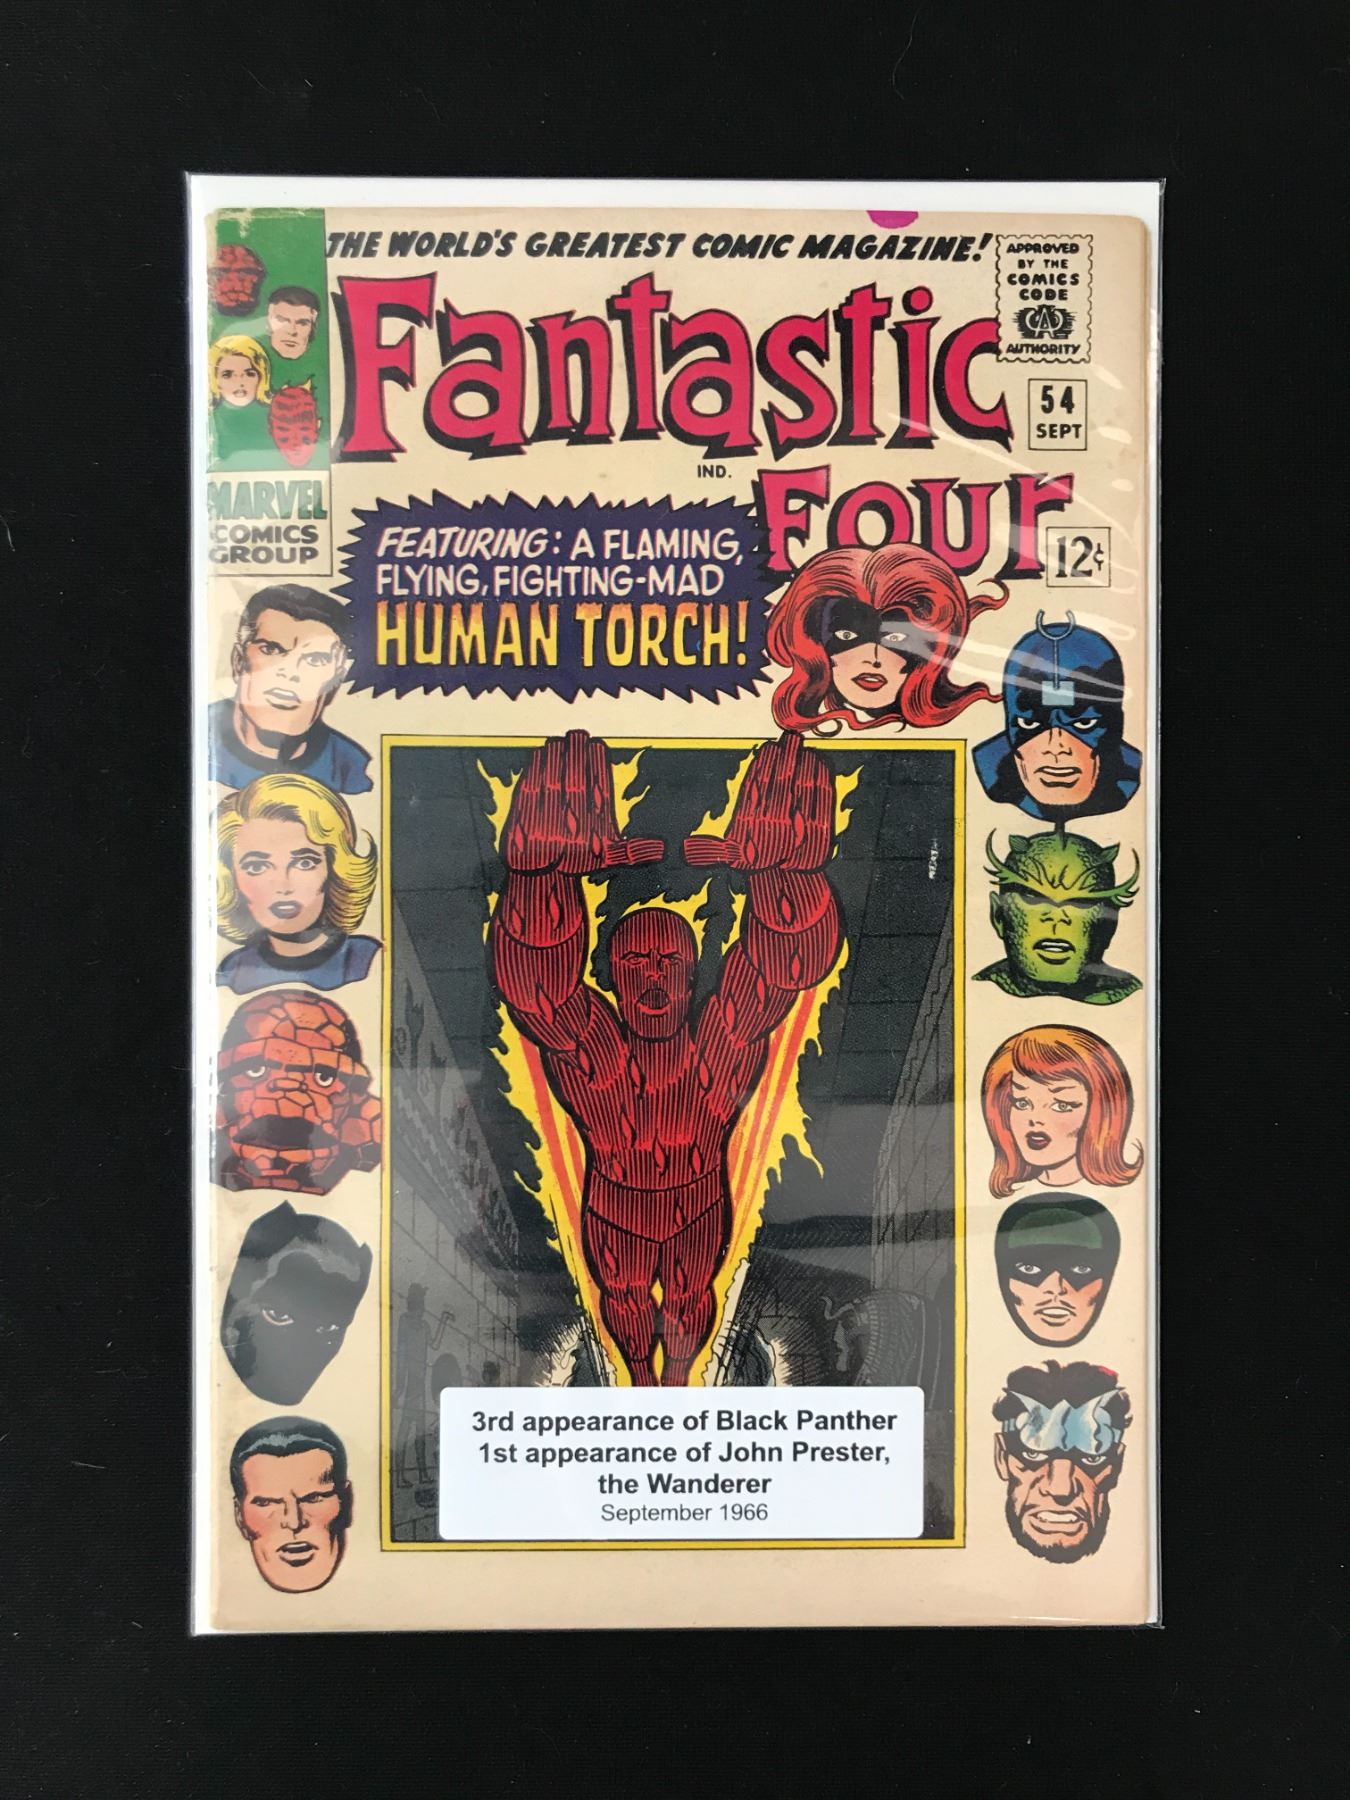 THE WORLD'S GREATEST COMIC MAGAZINE!
APPROVED
BY THE
COMICS
CODE
CA
AUTHORITY
Fantastic
Four
54
SEPT
IND.
12¢
MARVEL
COMICS
GROUP
FEATURING: A FLAMING,
FLYING, FIGHTING-MAD
HUMAN TORCH!
3rd appearance of Black Panther
1st appearance of John Prester,
the Wanderer
September 1966